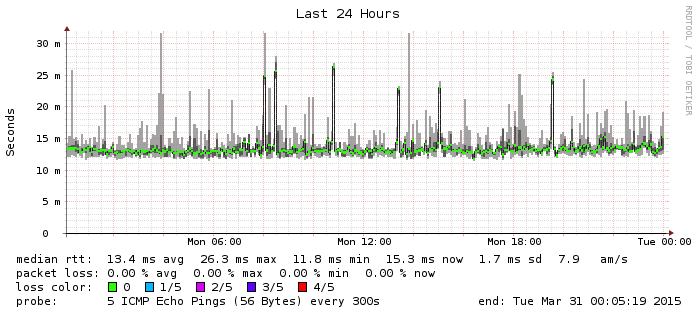 Last 24 Hours
RRDTOOL / TOBI OETIKER
Seconds
30 m
25 m
20 m
15 m
10 m
5 m
0
Mon 06:00 Mon 12:00 Mon 18:00 Tue 00:00
median rtt: 13.4 ms avg 26.3 ms max 11.8 ms min 15.3 ms now 1.7 ms sd 7.9 am/s
packet loss: 0.00 % avg 0.00 % max 0.00 % min 0.00 % now
loss color: 0 1/5 2/5 3/5 4/5
probe: 5 ICMP Echo Pings (56 Bytes) every 300s end: Tue Mar 31 00:05:19 2015